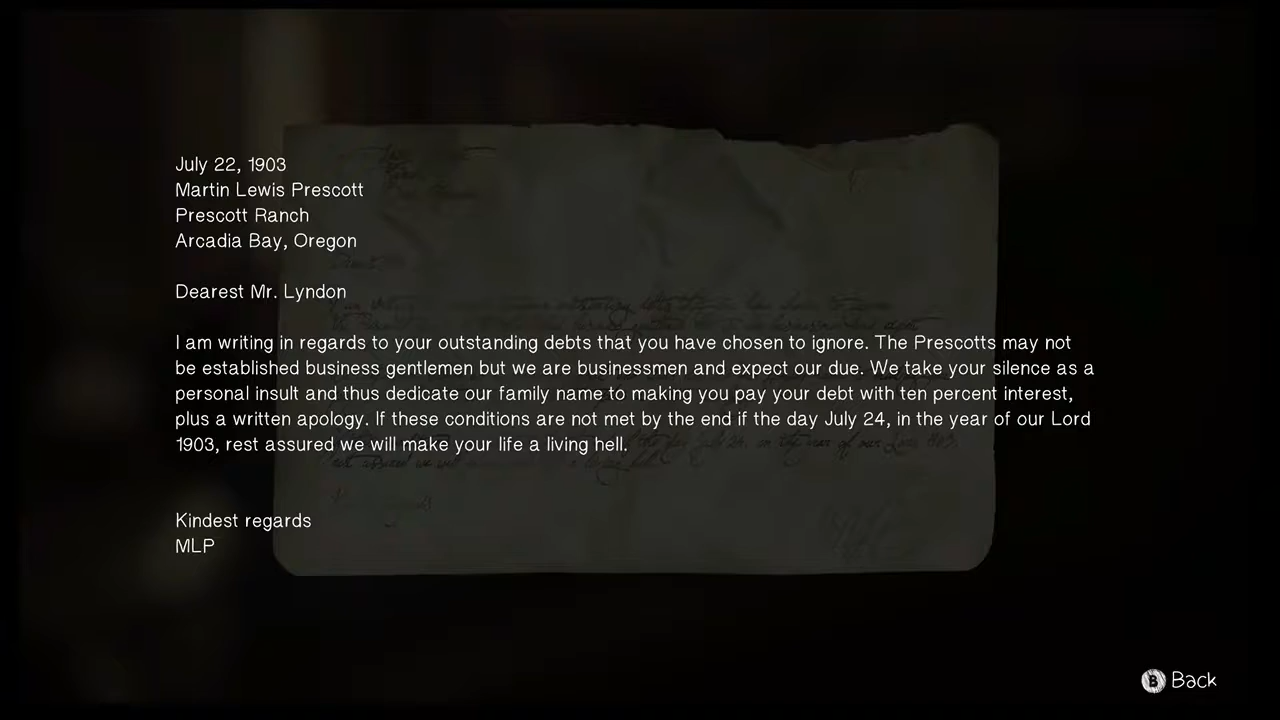 July 22, 1903
Martin Lewis Prescott
Prescott Ranch
Arcadia Bay, Oregon
Dearest Mr. Lyndon
I am writing in regards to your outstanding debts that you have chosen to ignore. The Prescotts may not
be established business gentlemen but we are businessmen and expect our due. We take your silence as a
personal insult and thus dedicate our family name to making you pay your debt with ten percent interest,
plus a written apology. If these conditions are not met by the end if the day July 24, in the year of our Lord
1903, rest assured we will make your life a living hell.
Kindest regards
MLP
B Back